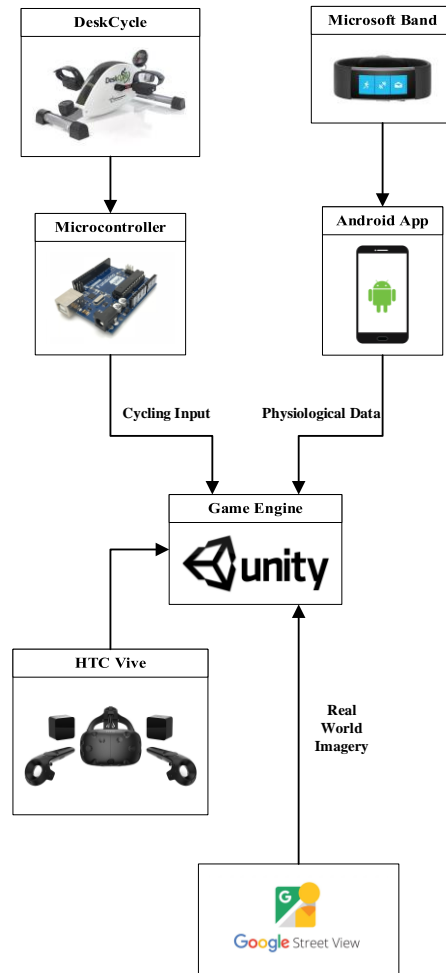 DeskCycle
Microsoft Band
Microcontroller
Android App
Cycling Input
Physiological Data
Game Engine
unity
HTC Vive
Real
World
Imagery
G
Google Street View